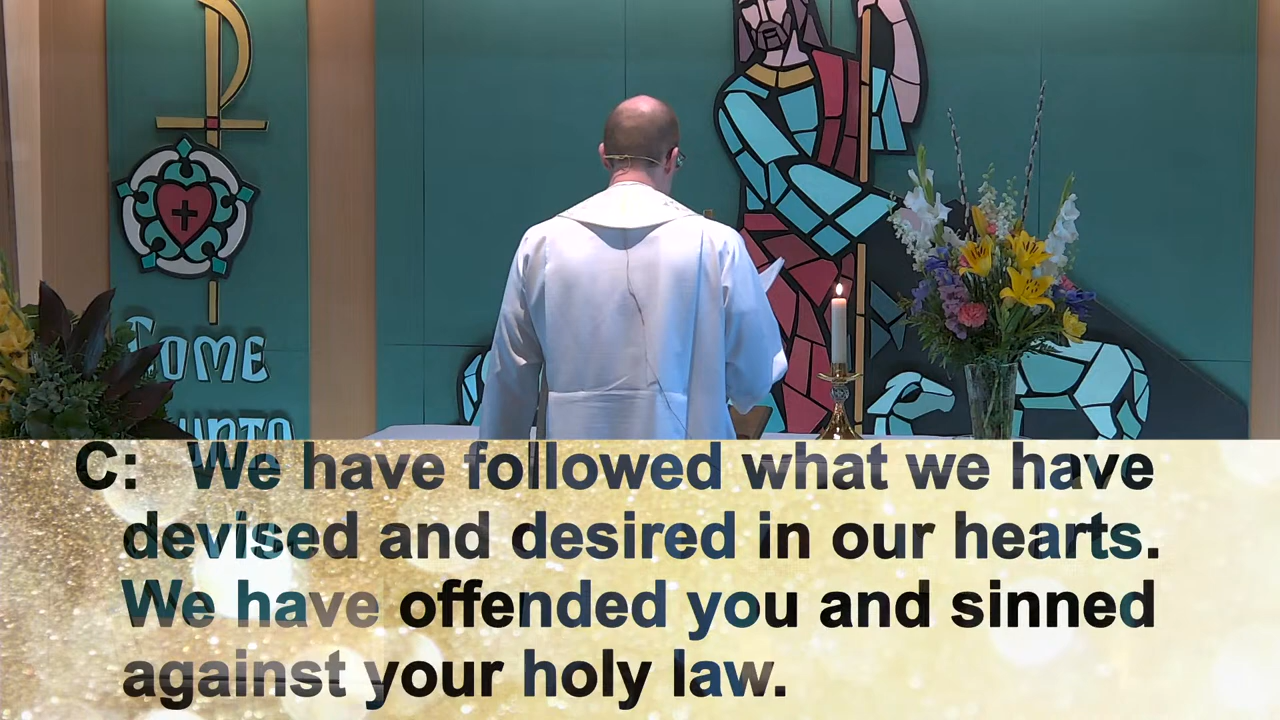 COME
UNTO
C: We have followed what we have
devised and desired in our hearts.
We have offended you and sinned
against your holy law.